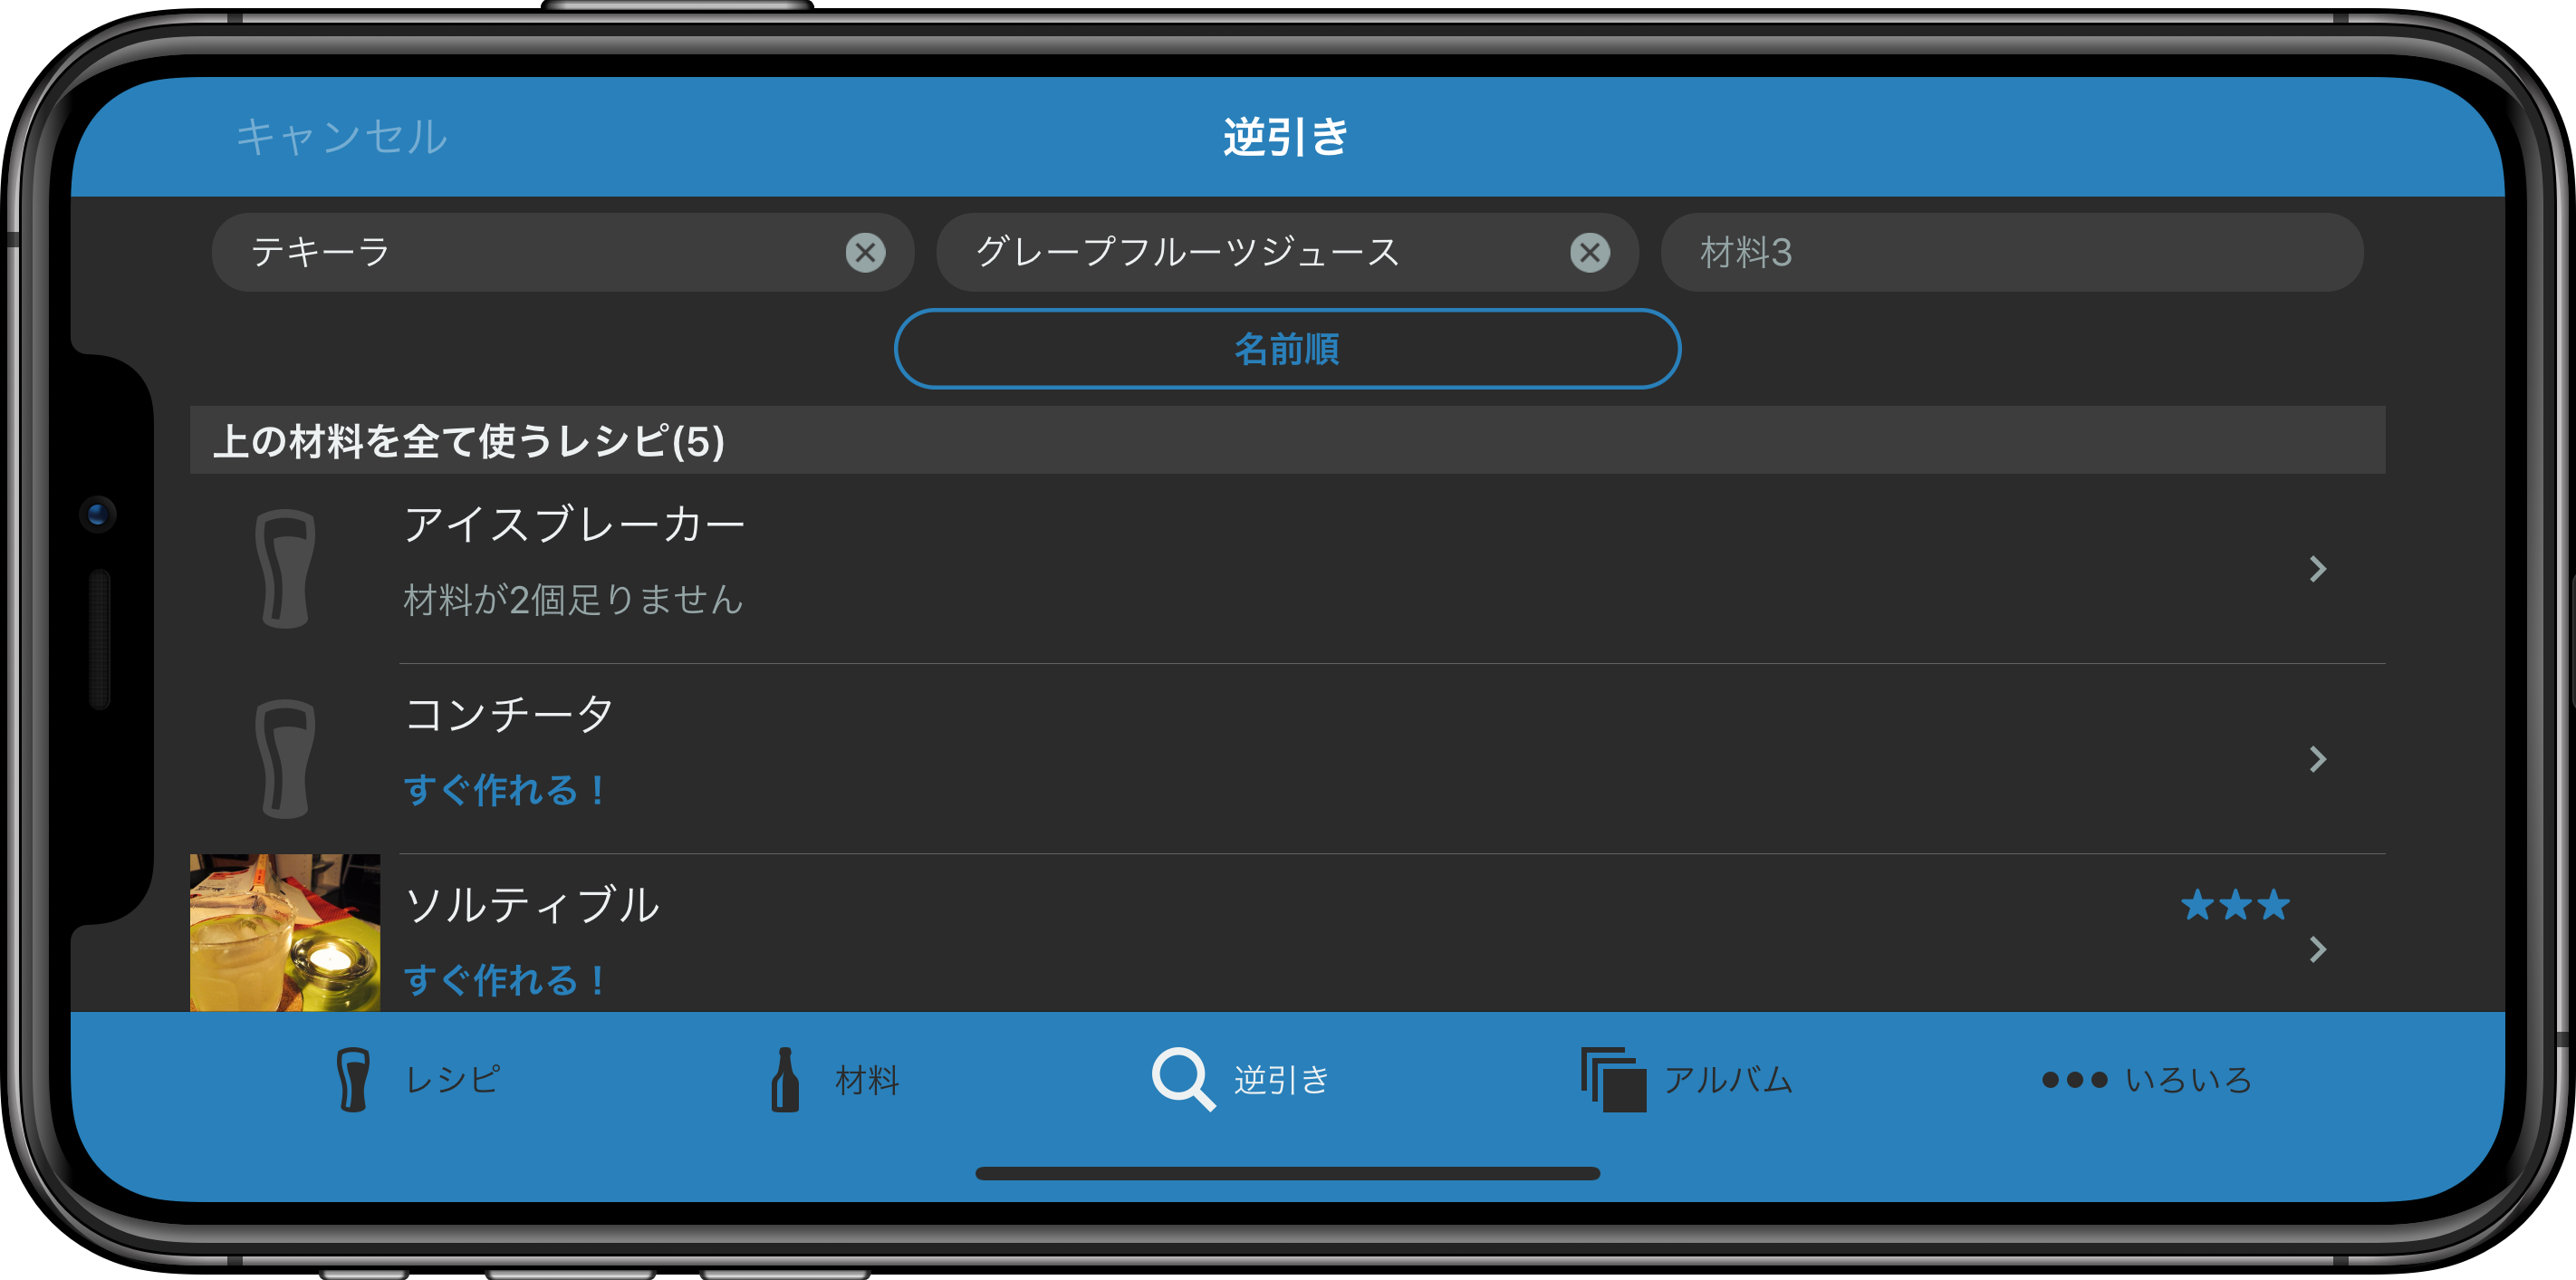 キャンセル 逆引き
テキーラ グレープフルーツジュース 材料3
名前順
上の材料を全て使うレシピ(5)
アイスブレーカー
材料が2個足りません
コンチータ
すぐ作れる！
ソルティブル
★★★
すぐ作れる！
レシピ 材料 逆引き アルバム いろいろ